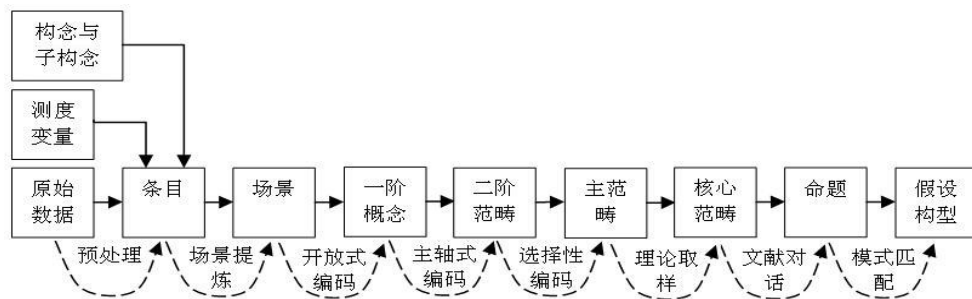 构念与
子构念
测度
变量
原始
数据
条目
场景
一阶
概念
二阶
范畴
主范
畴
核心
范畴
命题
假设
构型
预处理
场景提
炼
开放式
编码
主轴式
编码
选择性
编码
理论取
样
文献对
话
模式匹
配